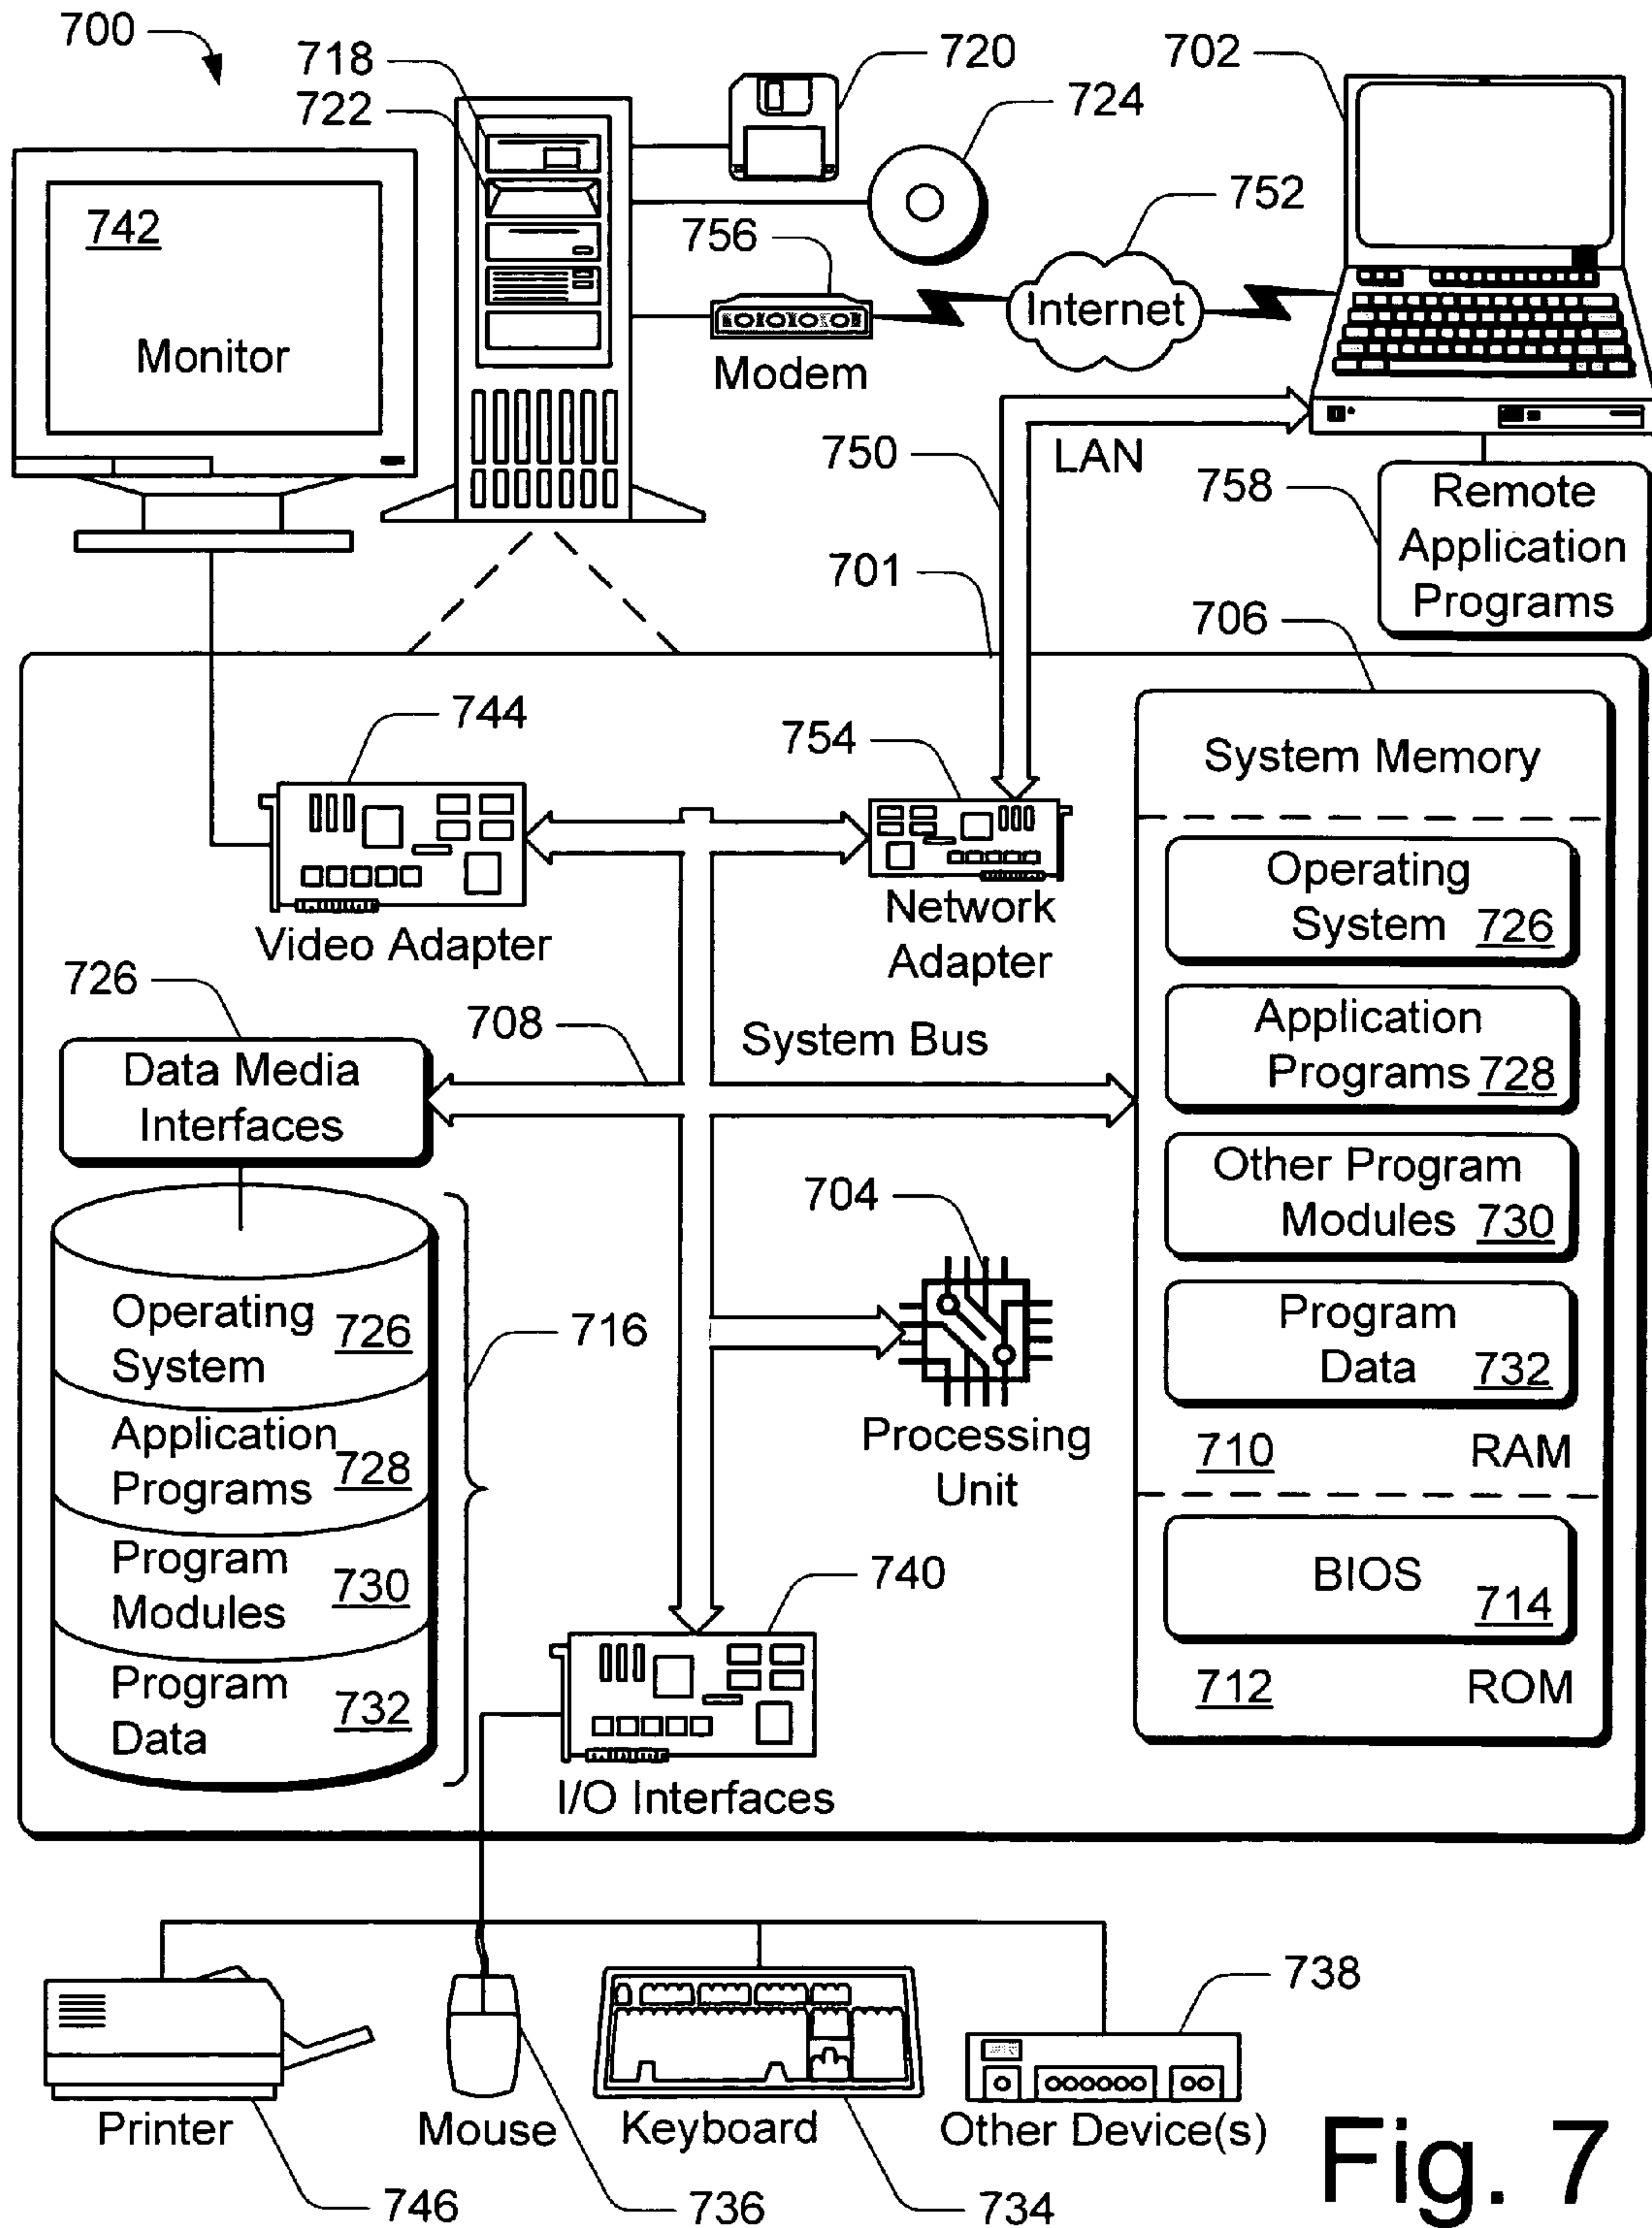 700
718
722
720
724
702
742
Monitor
756
Modem
752
Internet
750
LAN
758
Remote
Application
Programs
701
706
744
Video Adapter
754
Network
Adapter
System Memory
Operating
System 726
Application
Programs 728
Other Program
Modules 730
Program
Data 732
710 RAM
BIOS
714
712 ROM
726
Data Media
Interfaces
708
System Bus
704
Processing
Unit
716
Operating
System 726
Application
Programs 728
Program
Modules 730
Program
Data 732
740
I/O Interfaces
738
Printer
Mouse
Keyboard
Other Device(s)
746
736
734
Fig. 7